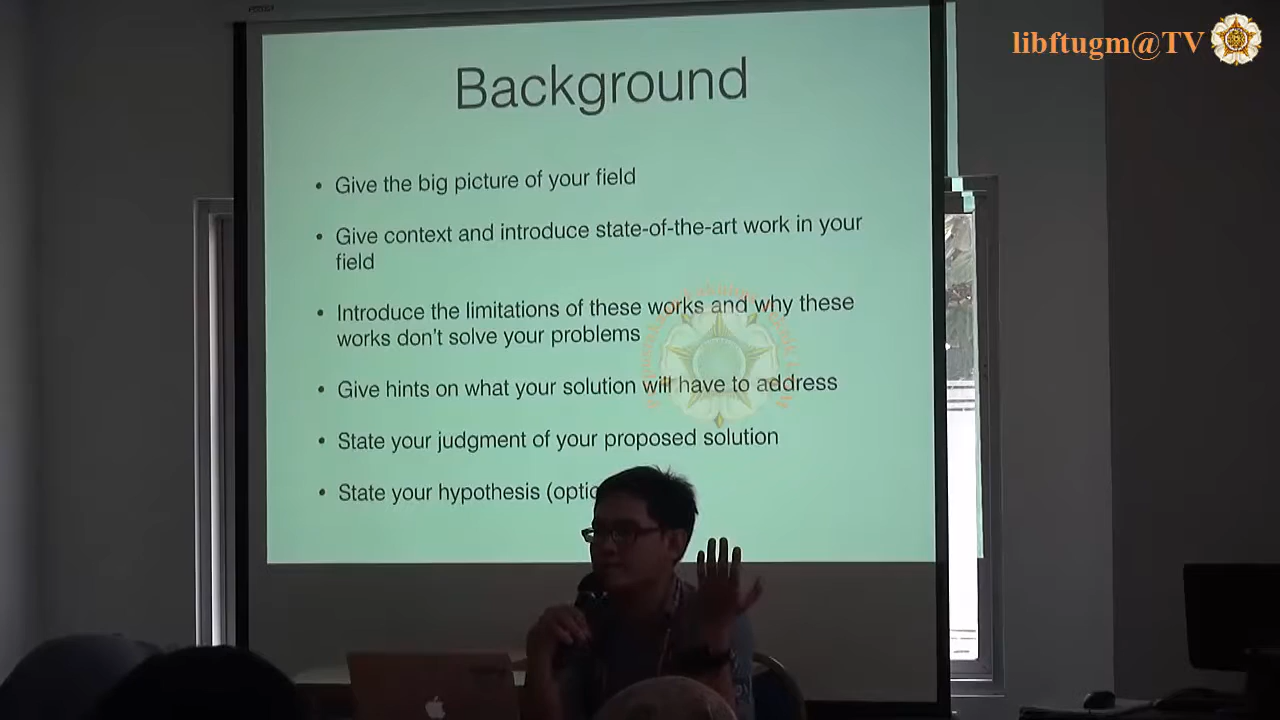 libftugm@TV
Background
• Give the big picture of your field
• Give context and introduce state-of-the-art work in your
field
• Introduce the limitations of these works and why these
works don't solve your problems
• Give hints on what your solution will have to address
• State your judgment of your proposed solution
• State your hypothesis